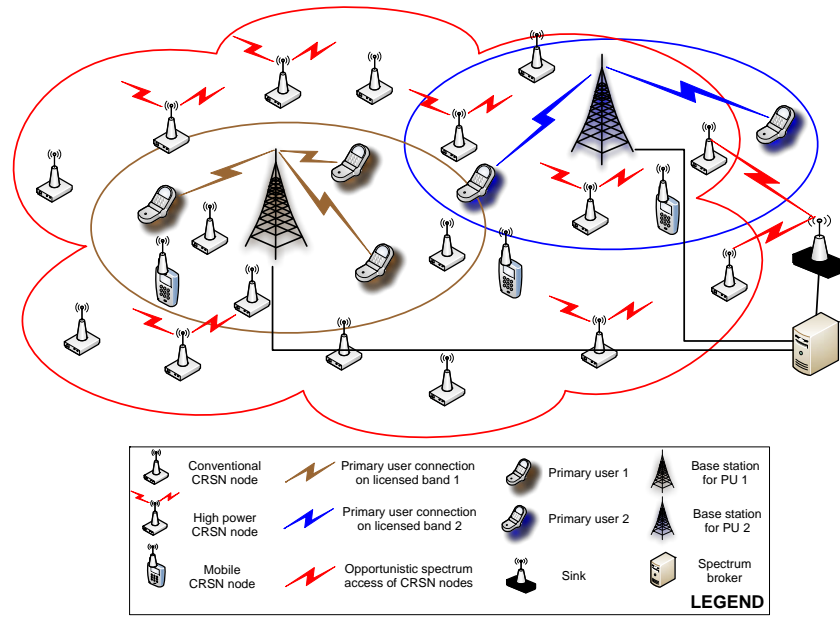 Conventional
CRSN node
Primary user connection
on licensed band 1
Primary user 1
Base station
for PU 1
High power
CRSN node
Primary user connection
on licensed band 2
Primary user 2
Base station
for PU 2
Mobile
CRSN node
Opportunistic spectrum
access of CRSN nodes
Sink
Spectrum
broker
LEGEND